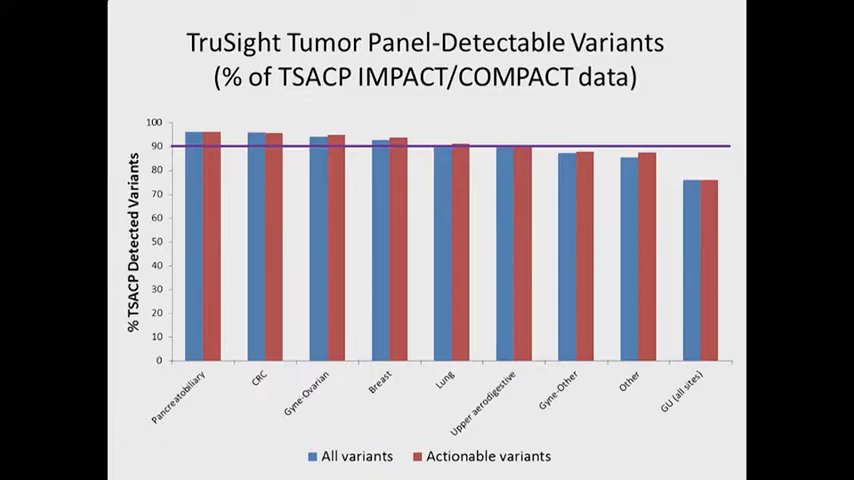 TruSight Tumor Panel-Detectable Variants
(% of TSACP IMPACT/COMPACT data)
% TSACP Detected Variants
100
90
80
70
60
50
40
30
20
10
0
Pancreatobiliary
CRC
Gyne-Ovarian
Breast
Lung
Upper aerodigestive
Gyne-Other
Other
GU (all sites)
All variants
Actionable variants